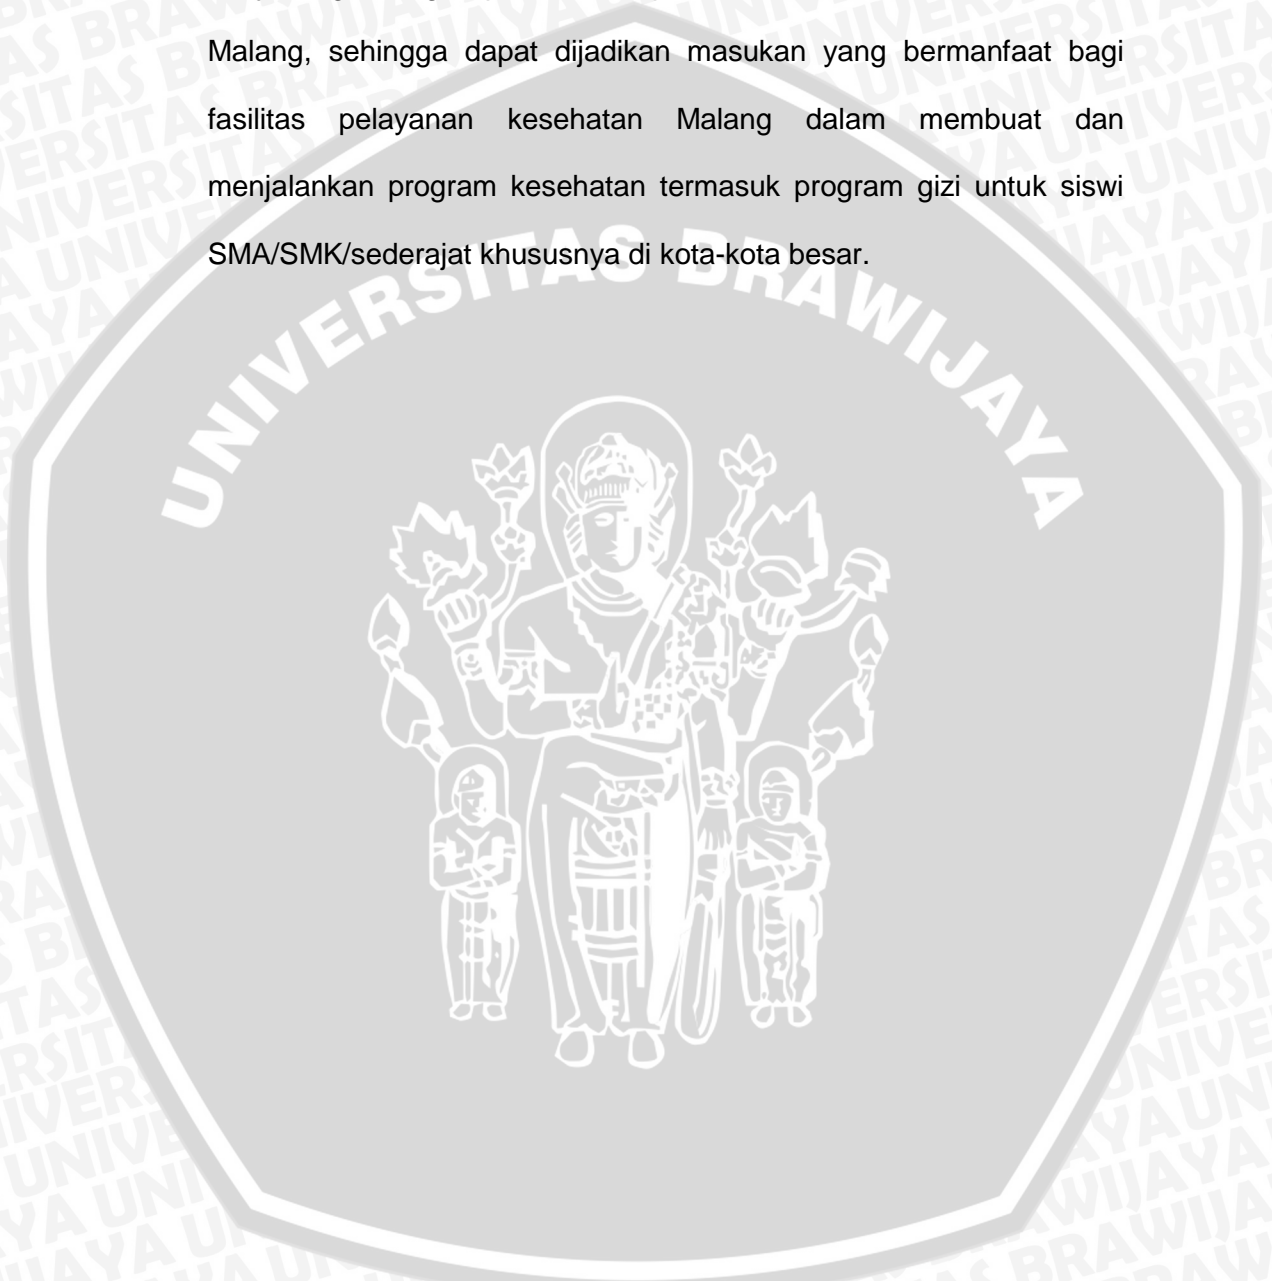 Malang, sehingga dapat dijadikan masukan yang bermanfaat bagi
fasilitas pelayanan kesehatan Malang dalam membuat dan
menjalankan program kesehatan termasuk program gizi untuk siswi
SMA/SMK/sederajat khususnya di kota-kota besar.
UNIVERSITAS BRAWIJAYA